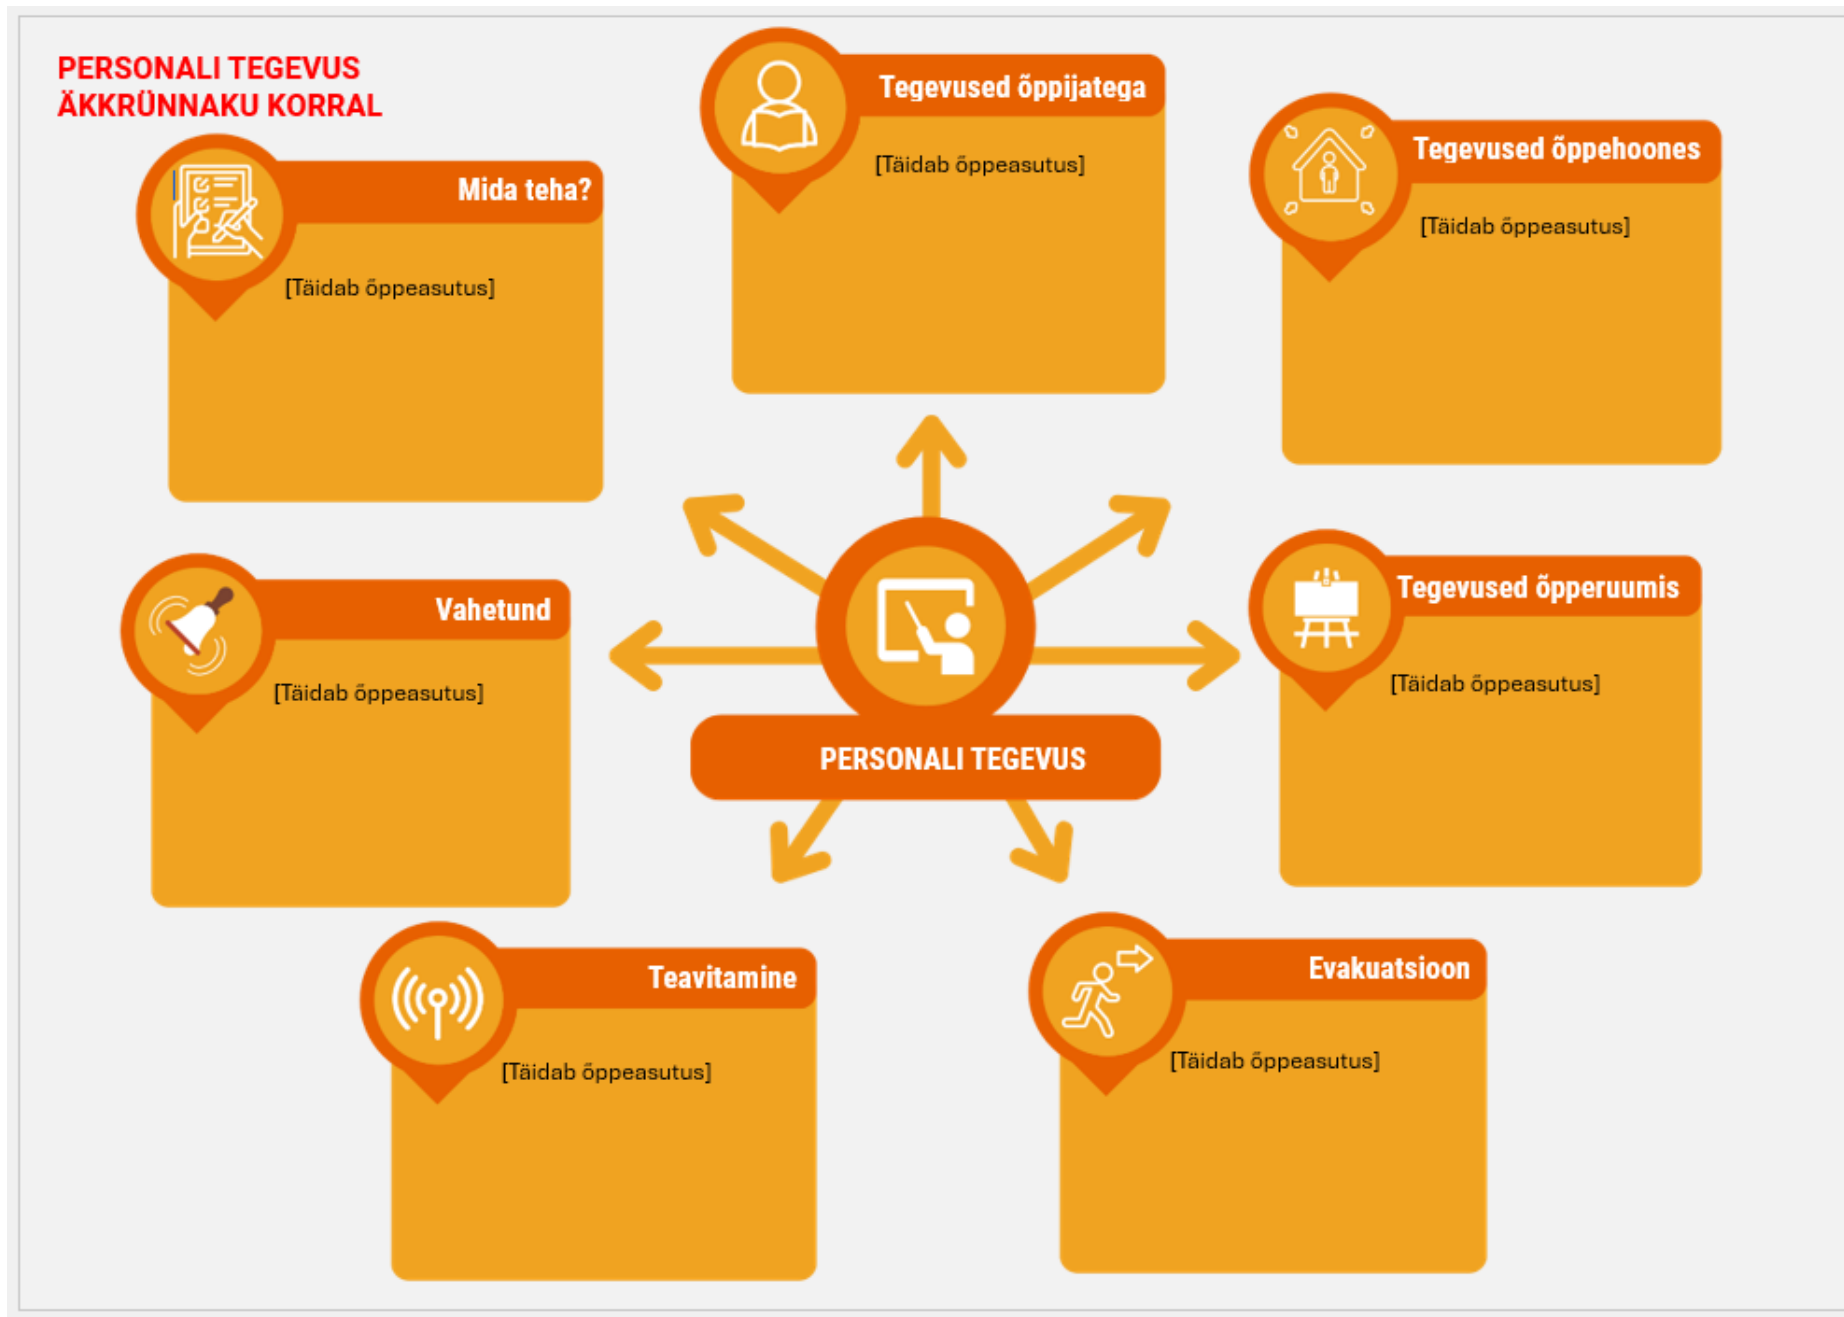 PERSONALI TEGEVUS
ÄKKRÜNNAKU KORRAL
Mida teha?
[Täidab õppeasutus]
Tegevused õppijatega
[Täidab õppeasutus]
Tegevused õppehoones
[Täidab õppeasutus]
Vahetund
[Täidab õppeasutus]
PERSONALI TEGEVUS
Tegevused õpperuumis
[Täidab õppeasutus]
Teavitamine
[Täidab õppeasutus]
Evakuatsioon
[Täidab õppeasutus]